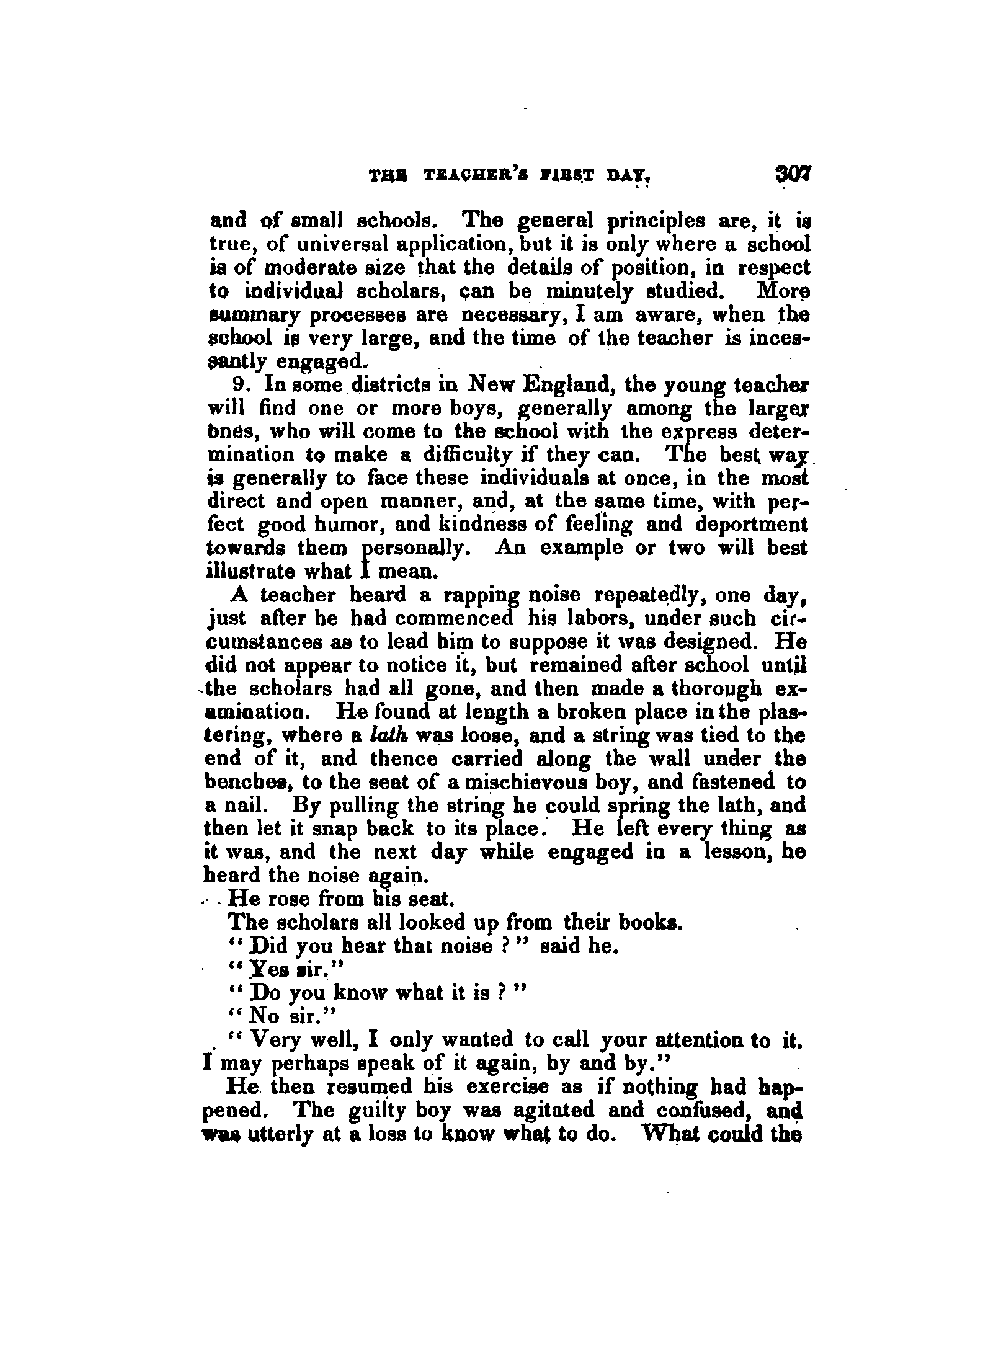 THE TEACHER'S FIRST DAY. 307
and of small schools. The general principles are, it is
true, of universal application, but it is only where a school
is of moderate size that the details of position, in respect
to individual scholars, can be minutely studied. More
summary processes are necessary, I am aware, when the
school is very large, and the time of the teacher is inces-
santly engaged.
9. In some districts in New England, the young teacher
will find one or more boys, generally among the larger
ones, who will come to the school with the express deter-
mination to make a difficulty if they can. The best way
is generally to face these individuals at once, in the most
direct and open manner, and, at the same time, with per-
fect good humor, and kindness of feeling and deportment
towards them personally. An example or two will best
illustrate what I mean.
A teacher heard a rapping noise repeatedly, one day,
just after he had commenced his labors, under such cir-
cumstances as to lead him to suppose it was designed. He
did not appear to notice it, but remained after school until
the scholars had all gone, and then made a thorough ex-
amination. He found at length a broken place in the plas-
tering, where a lath was loose, and a string was tied to the
end of it, and thence carried along the wall under the
benches, to the seat of a mischievous boy, and fastened to
a nail. By pulling the string he could spring the lath, and
then let it snap back to its place. He left every thing as
it was, and the next day while engaged in a lesson, he
heard the noise again.
He rose from his seat.
The scholars all looked up from their books.
" Did you hear that noise ? " said he.
" Yes sir."
" Do you know what it is ? "
" No sir."
" Very well, I only wanted to call your attention to it.
I may perhaps speak of it again, by and by."
He then resumed his exercise as if nothing had hap-
pened. The guilty boy was agitated and confused, and
was utterly at a loss to know what to do. What could the